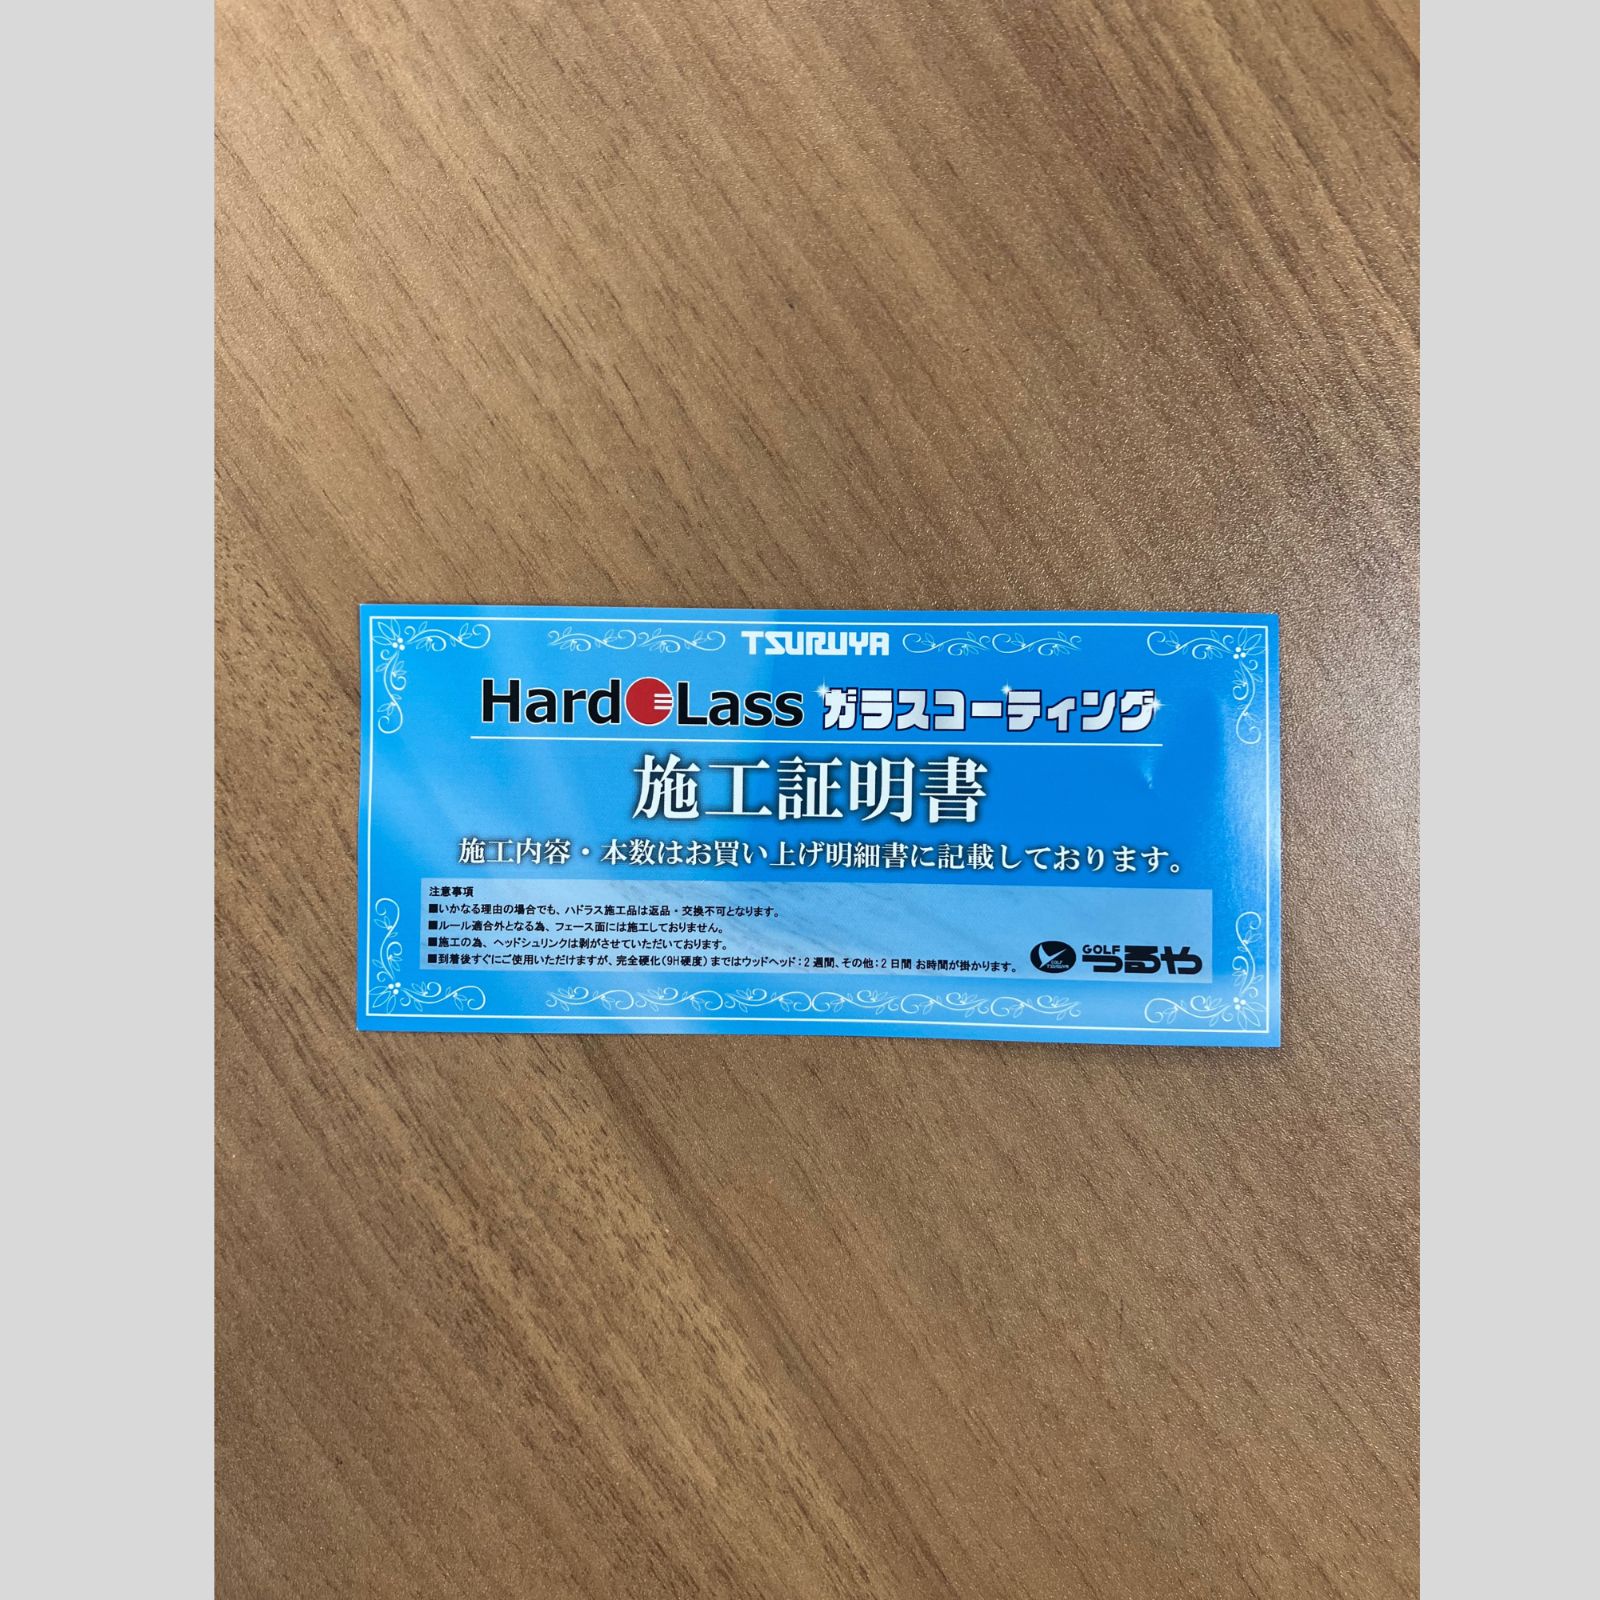 TSURUYA
HardoLass ガラスコーティング
施工証明書
施工内容・本数はお買い上げ明細書に記載しております。
注意事項
■いかなる理由の場合でも、ハドラス施工品は返品・交換不可となります。
■ルール適合外となる為、フェース面には施工しておりません。
■施工の為、ヘッドシュリンクは剥がさせていただいております。
■到着後すぐにご使用いただけますが、完全硬化（9H硬度）まではウッドヘッド：2週間、その他：2日間 お時間が掛かります。
GOLF
TSURUYA
GOLF
つるや